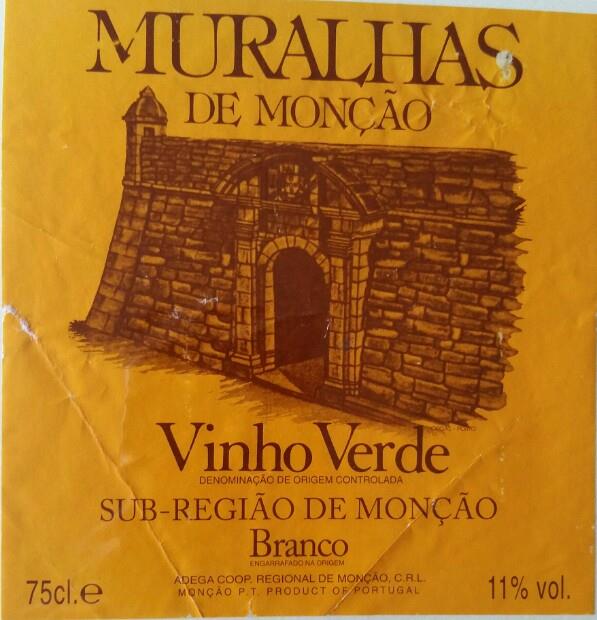 MURALHAS
DE MONÇÃO
Vinho Verde
DENOMINAÇÃO DE ORIGEM CONTROLADA
SUB-REGIÃO DE MONÇÃO
Branco
ENGARRAFADO NA ORIGEM
75cl.e
ADEGA COOP. REGIONAL DE MONÇÃO, C.R.L.
MONÇÃO P.T. PRODUCT OF PORTUGAL
11% vol.